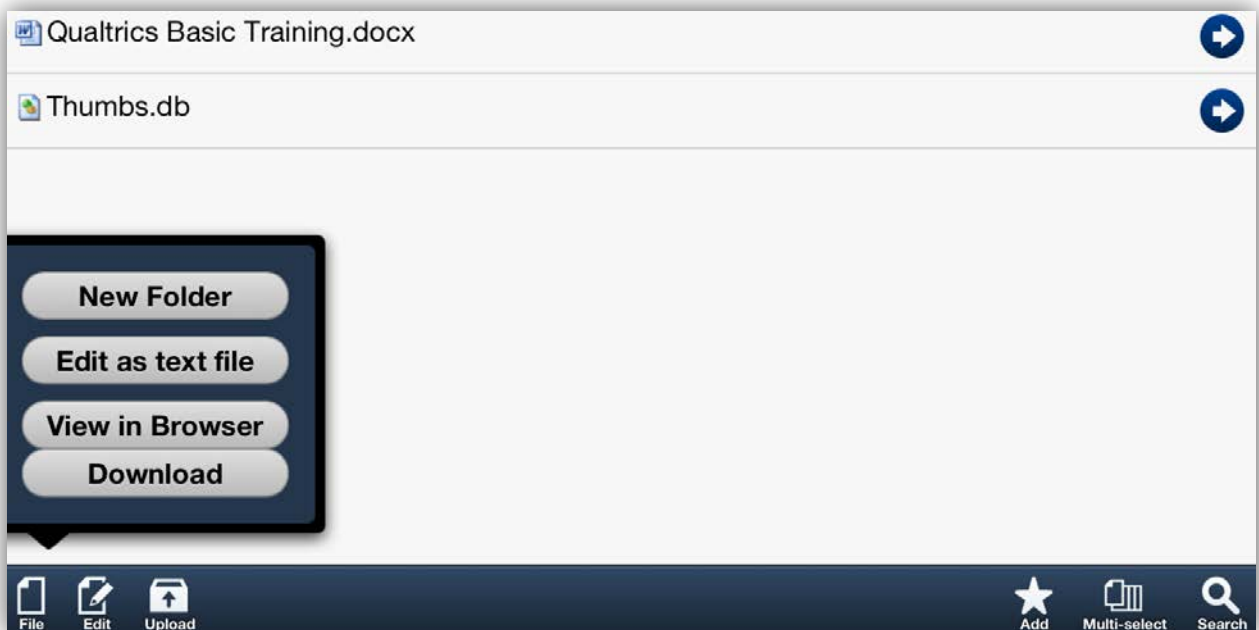 Qualtrics Basic Training.docx
Thumbs.db
New Folder
Edit as text file
View in Browser
Download
File Edit Upload Add Multi-select Search